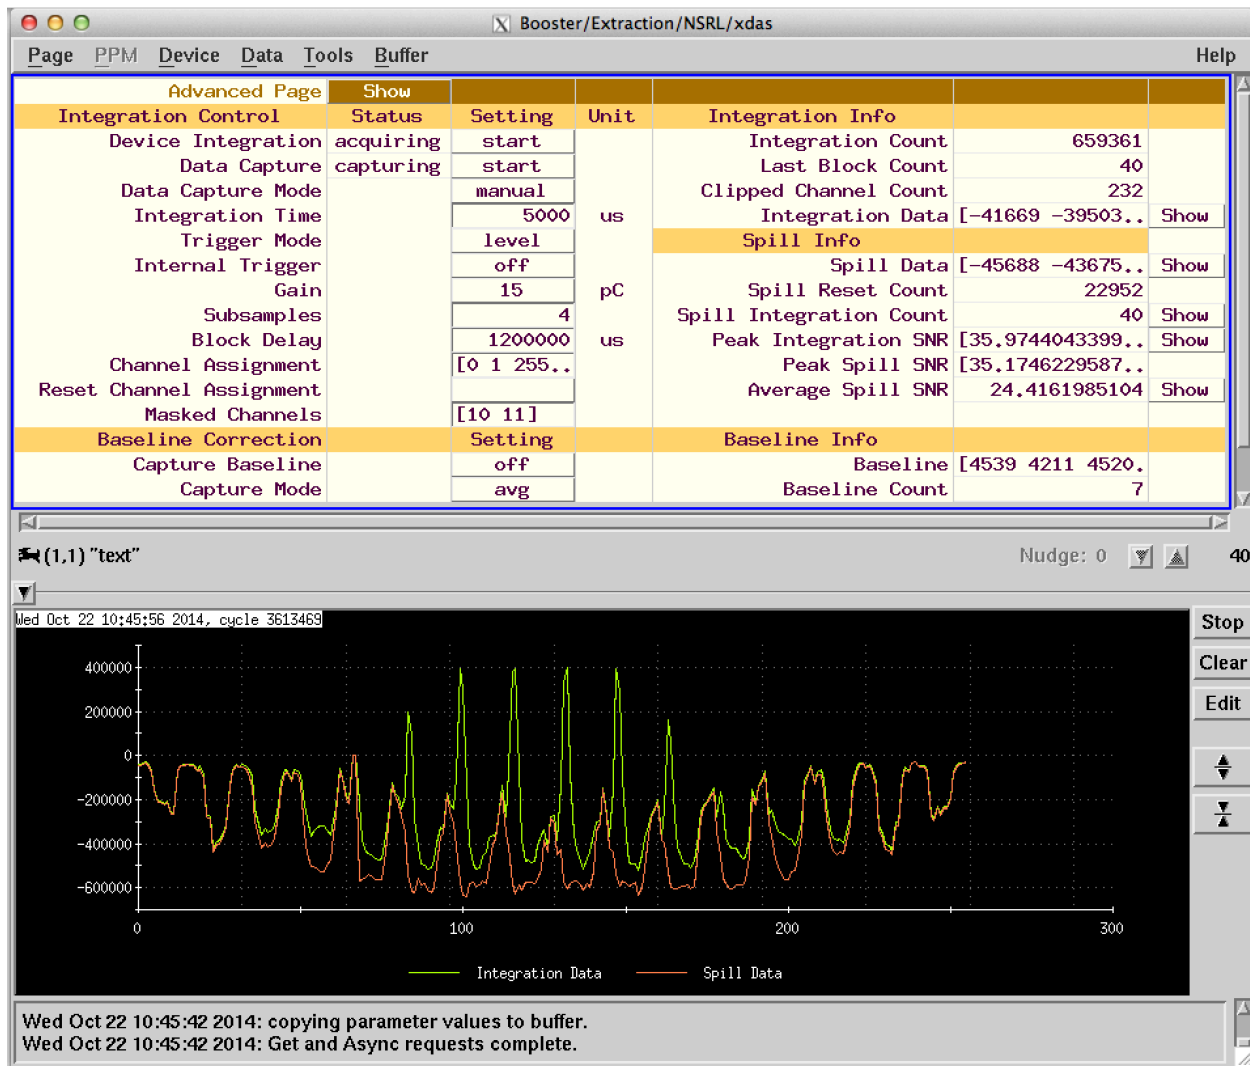 Booster/Extraction/NSRL/xdas
Page PPM Device Data Tools Buffer Help
Advanced Page Show
Integration Control Status Setting Unit Integration Info
Device Integration acquiring start Integration Count 659361
Data Capture capturing start Last Block Count 40
Data Capture Mode manual Clipped Channel Count 232
Integration Time 5000 us Integration Data [-41669 -39503.. Show
Trigger Mode level Spill Info
Internal Trigger off Spill Data [-45688 -43675.. Show
Gain 15 pC Spill Reset Count 22952
Subsamples 4 Spill Integration Count 40 Show
Block Delay 1200000 us Peak Integration SNR [35.9744043399.. Show
Channel Assignment [0 1 255.. Peak Spill SNR [35.1746229587..
Reset Channel Assignment Average Spill SNR 24.4161985104 Show
Masked Channels [10 11]
Baseline Correction Setting Baseline Info
Capture Baseline off Baseline [4539 4211 4520.
Capture Mode avg Baseline Count 7
(1,1) "text" Nudge: 0 40
Wed Oct 22 10:45:56 2014, cycle 3613469
Stop
Clear
Edit
400000
200000
0
-200000
-400000
-600000
0 100 200 300
Integration Data Spill Data
Wed Oct 22 10:45:42 2014: copying parameter values to buffer.
Wed Oct 22 10:45:42 2014: Get and Async requests complete.